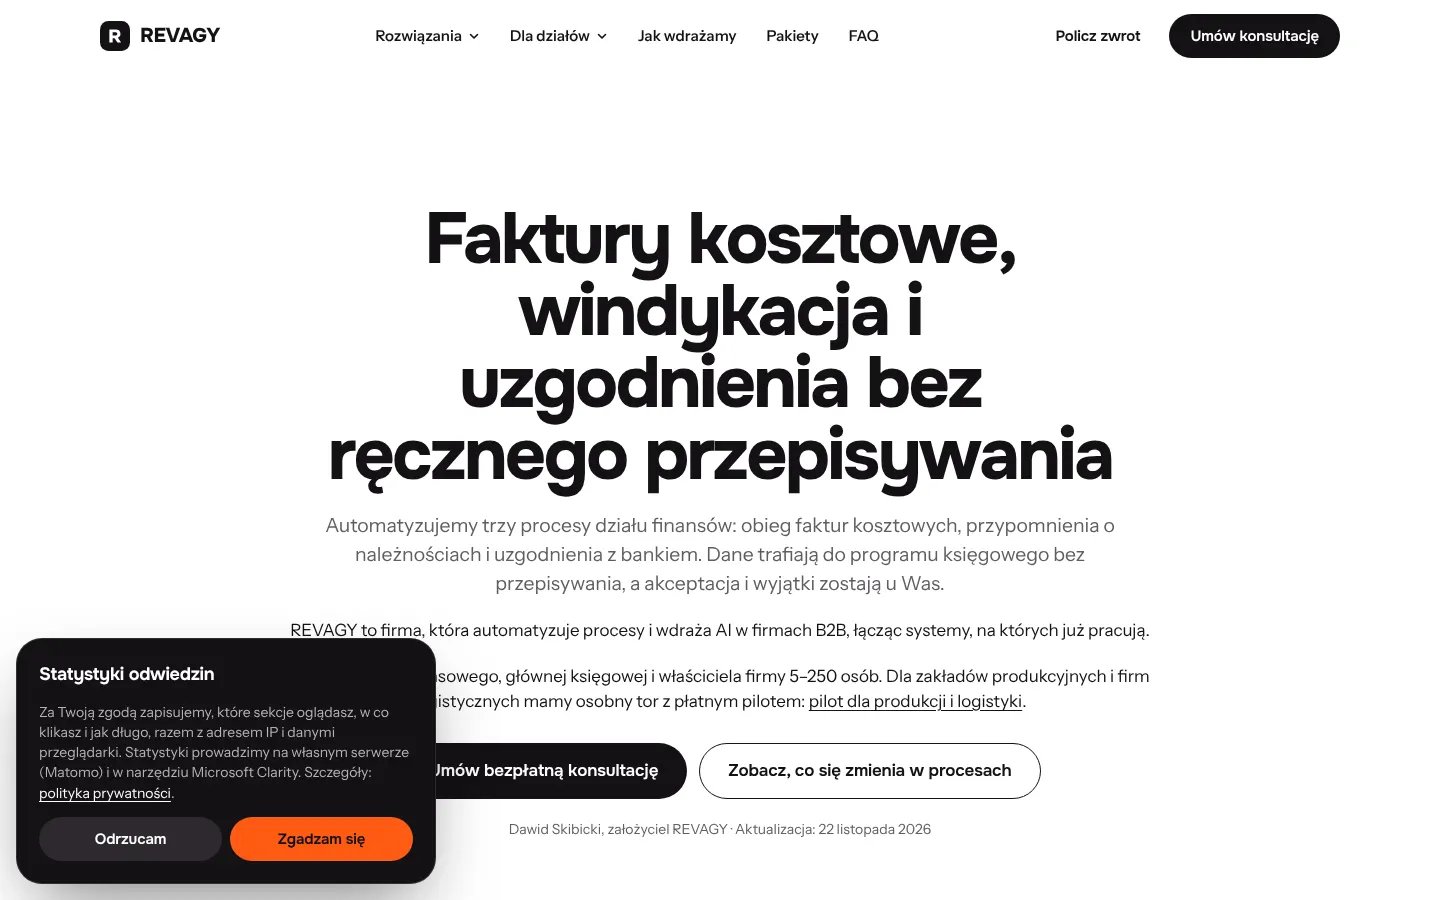 R REVAGY
Rozwiązania
Dla działów
Jak wdrażamy
Pakiety
FAQ
Policz zwrot
Umów konsultację
Faktury kosztowe,
windykacja i
uzgodnienia bez
ręcznego przepisywania
Automatyzujemy trzy procesy działu finansów: obieg faktur kosztowych, przypomnienia o
należnościach i uzgodnienia z bankiem. Dane trafiają do programu księgowego bez
przepisywania, a akceptacja i wyjątki zostają u Was.
REVAGY to firma, która automatyzuje procesy i wdraża AI w firmach B2B, łącząc systemy, na których już pracują.
głównej księgowej i właściciela firmy 5–250 osób. Dla zakładów produkcyjnych i firm
mamy osobny tor z płatnym pilotem: pilot dla produkcji i logistyki.
Umów bezpłatną konsultację
Zobacz, co się zmienia w procesach
Dawid Skibicki, założyciel REVAGY · Aktualizacja: 22 listopada 2026
Statystyki odwiedzin
Za Twoją zgodą zapisujemy, które sekcje oglądasz, w co
klikasz i jak długo, razem z adresem IP i danymi
przeglądarki. Statystyki prowadzimy na własnym serwerze
(Matomo) i w narzędziu Microsoft Clarity. Szczegóły:
polityka prywatności.
Odrzucam
Zgadzam się